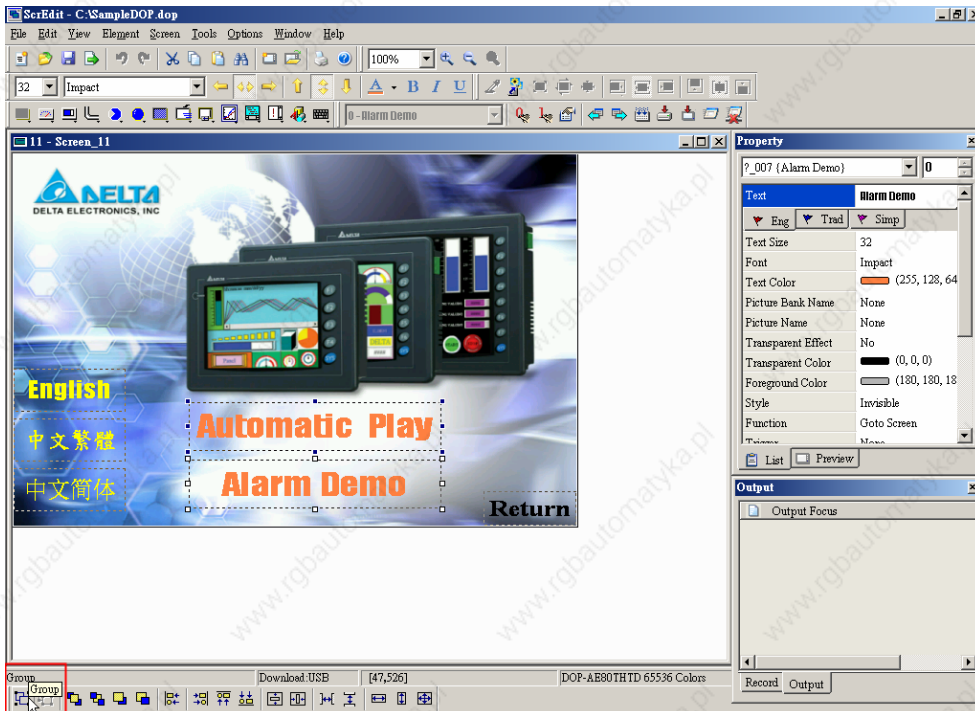 ScrEdit - C:\SampleDOP.dop
File Edit View Element Screen Tools Options Window Help
100%
32 Impact A B I U
0 - Alarm Demo
11 - Screen_11
DELTA
DELTA ELECTRONICS, INC
English
中文繁體
中文简体
Automatic Play
Alarm Demo
Return
Property
?_007 {Alarm Demo} 0
Text Alarm Demo
Eng Trad Simp
Text Size 32
Font Impact
Text Color (255, 128, 64
Picture Bank Name None
Picture Name None
Transparent Effect No
Transparent Color (0, 0, 0)
Foreground Color (180, 180, 18
Style Invisible
Function Goto Screen
Trigger None
List Preview
Output
Output Focus
Record Output
Group Download:USB [47,526] DOP-AE80THTD 65536 Colors
Group
www.rgbautomatyka.pl